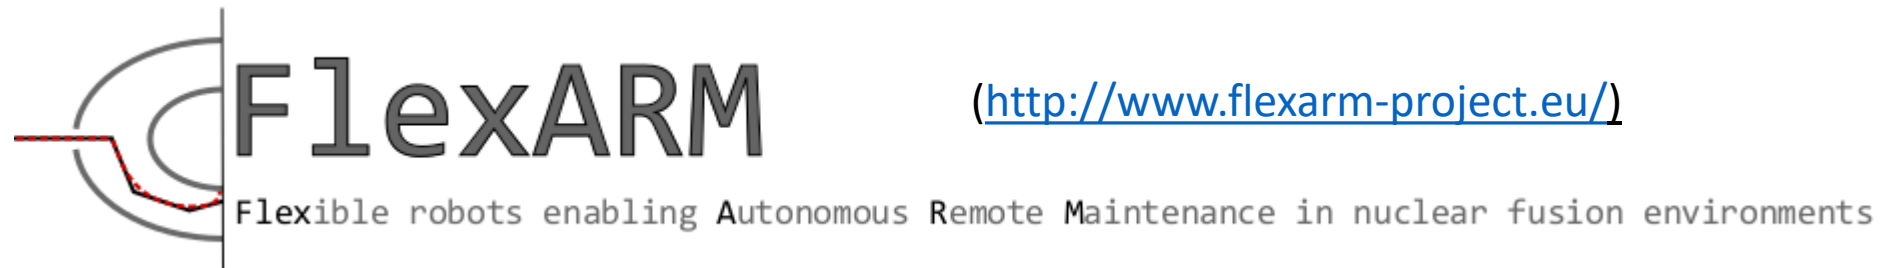 FlexARM (http://www.flexarm-project.eu/)
Flexible robots enabling Autonomous Remote Maintenance in nuclear fusion environments